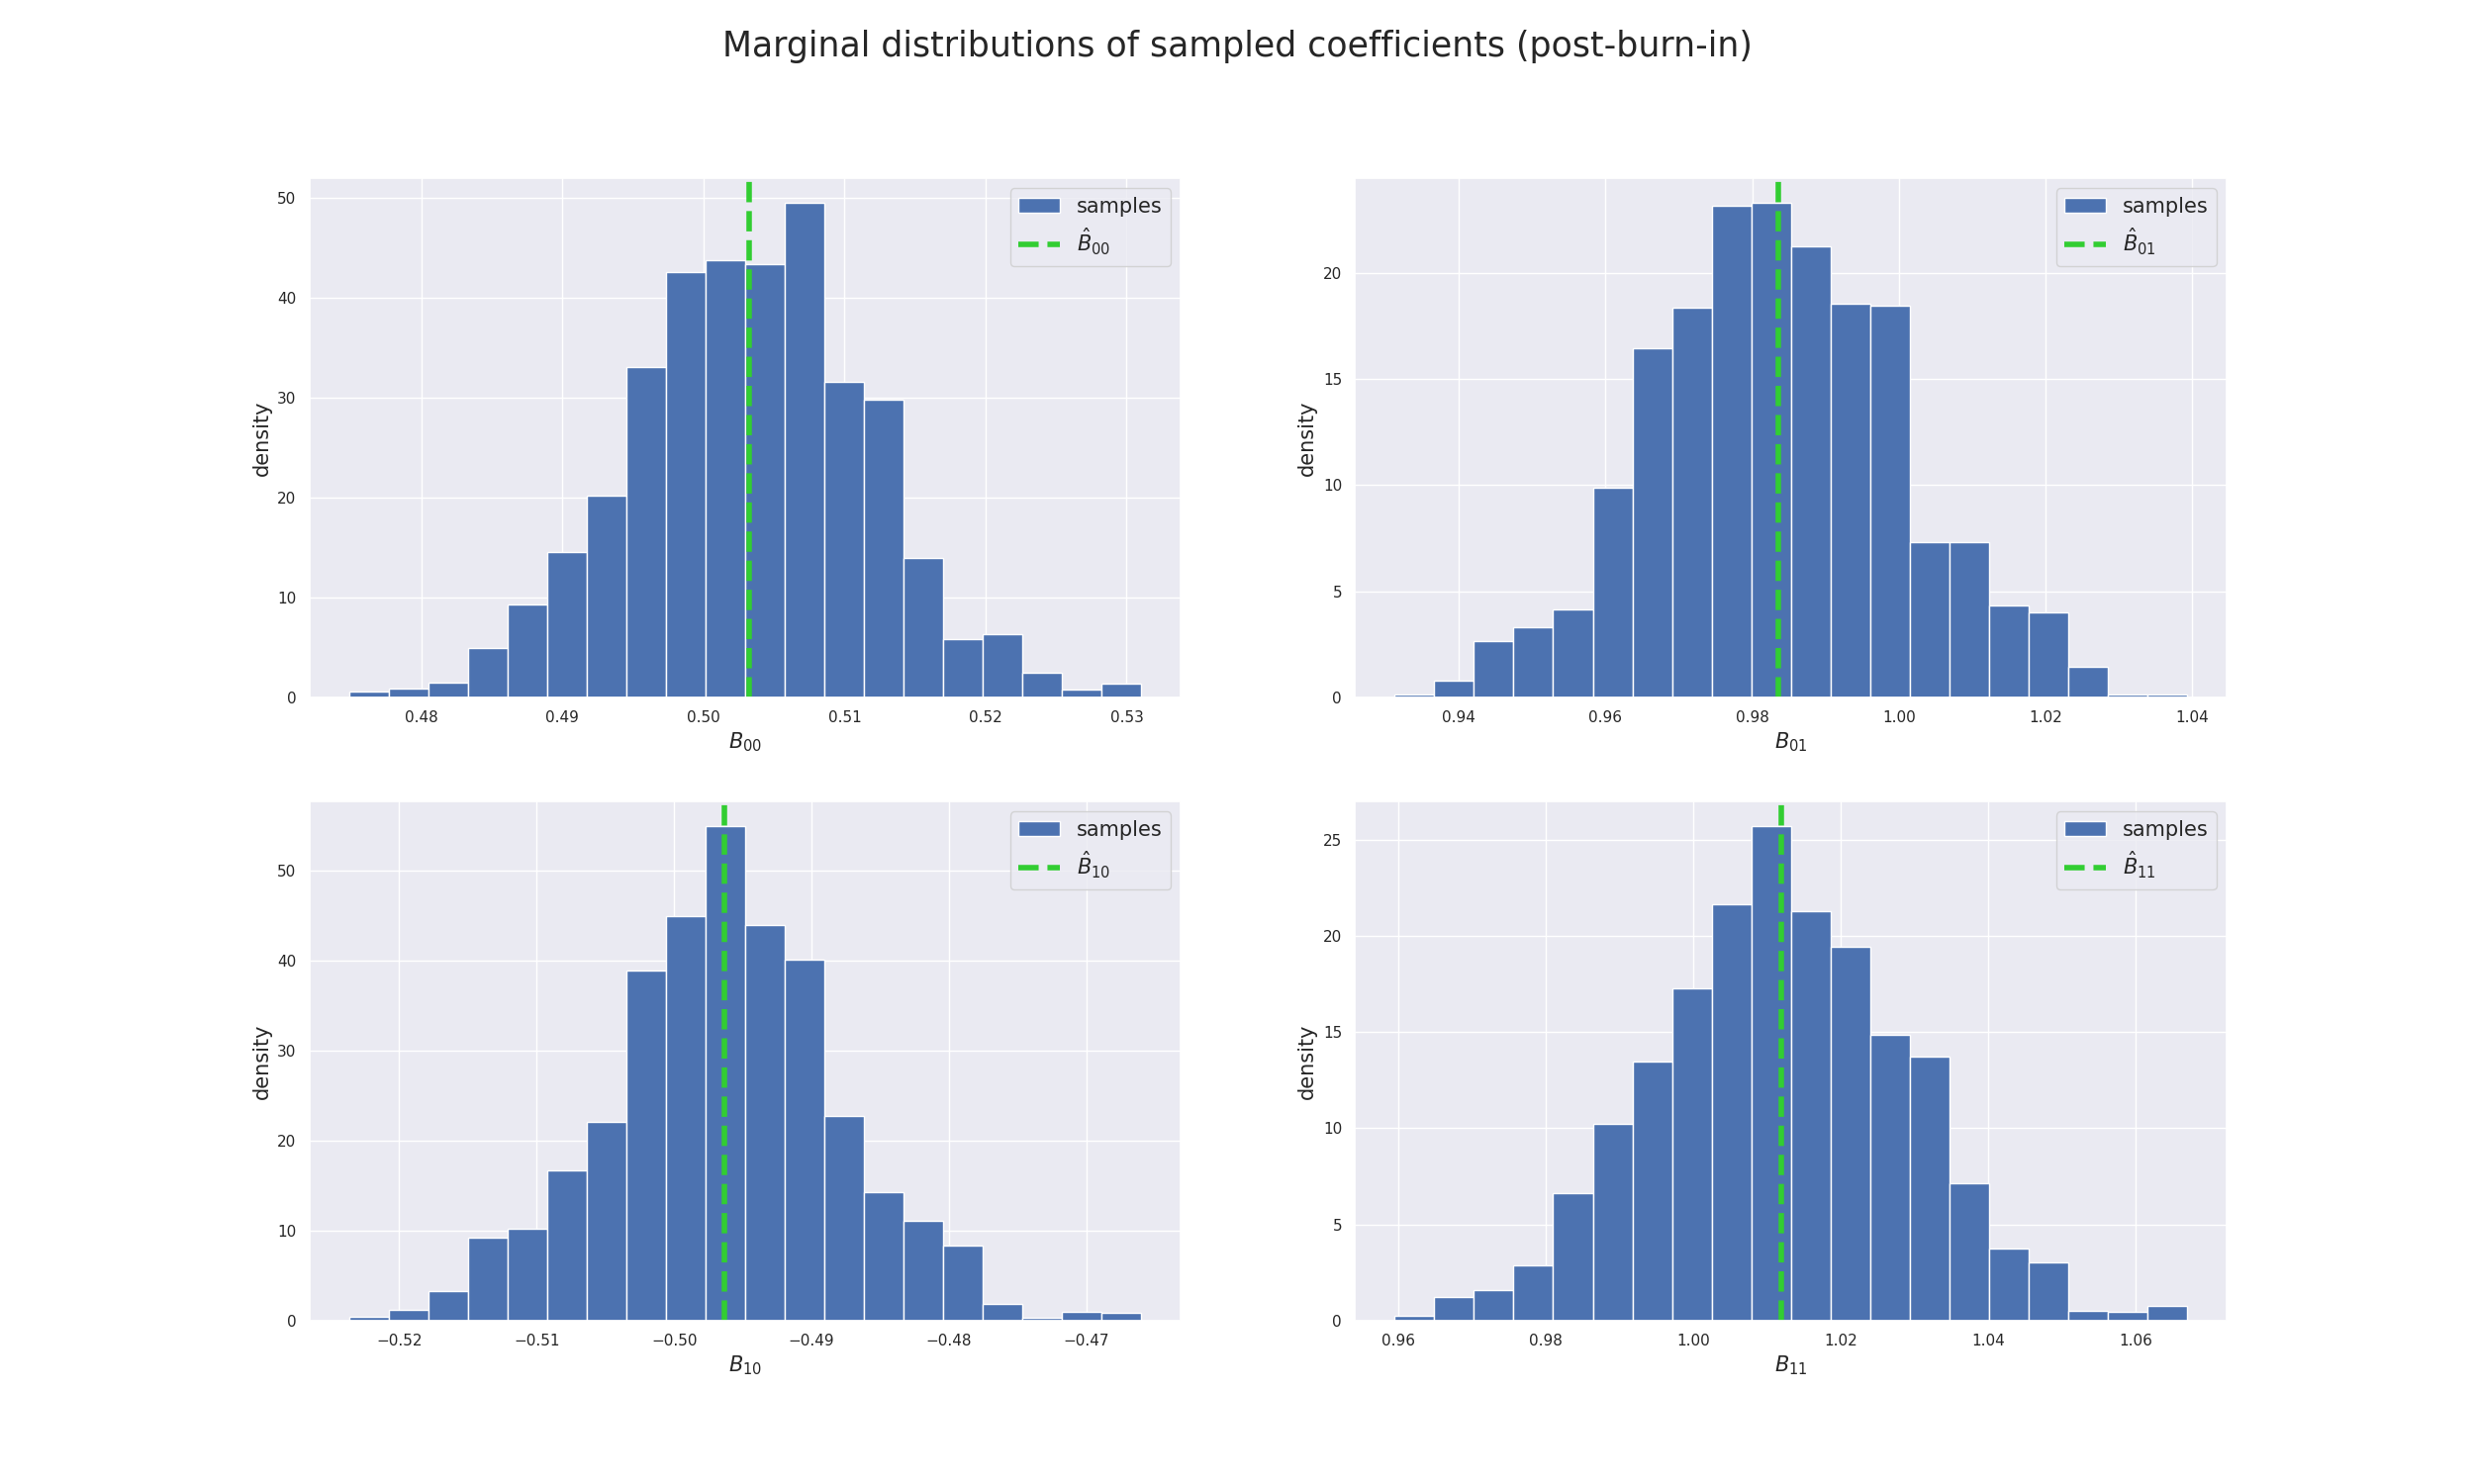 Marginal distributions of sampled coefficients (post-burn-in)
50
40
30
20
10
0
density
0.48 0.49 0.50 0.51 0.52 0.53
B₀₀
samples
B̂₀₀
20
15
10
5
0
density
0.94 0.96 0.98 1.00 1.02 1.04
B₀₁
samples
B̂₀₁
50
40
30
20
10
0
density
−0.52 −0.51 −0.50 −0.49 −0.48 −0.47
B₁₀
samples
B̂₁₀
25
20
15
10
5
0
density
0.96 0.98 1.00 1.02 1.04 1.06
B₁₁
samples
B̂₁₁